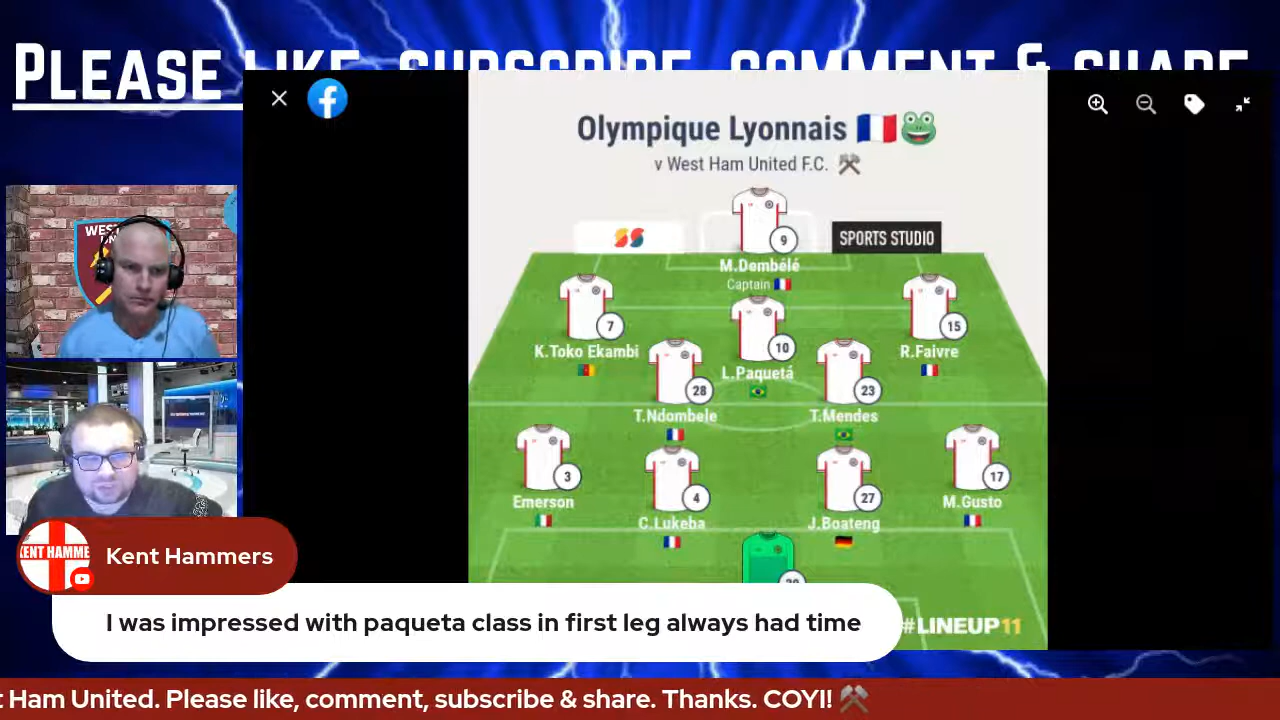 PLEASE LIKE, SUBSCRIBE, COMMENT & SHARE
Olympique Lyonnais
v West Ham United F.C.
SPORTS STUDIO
9
M.Dembélé
Captain
7
K.Toko Ekambi
10
L.Paquetá
15
R.Faivre
28
T.Ndombele
23
T.Mendes
3
Emerson
4
C.Lukeba
27
J.Boateng
17
M.Gusto
#LINEUP11
WEST
KENT HAMME
Kent Hammers
I was impressed with paqueta class in first leg always had time
t Ham United. Please like, comment, subscribe & share. Thanks. COYI! ⚒